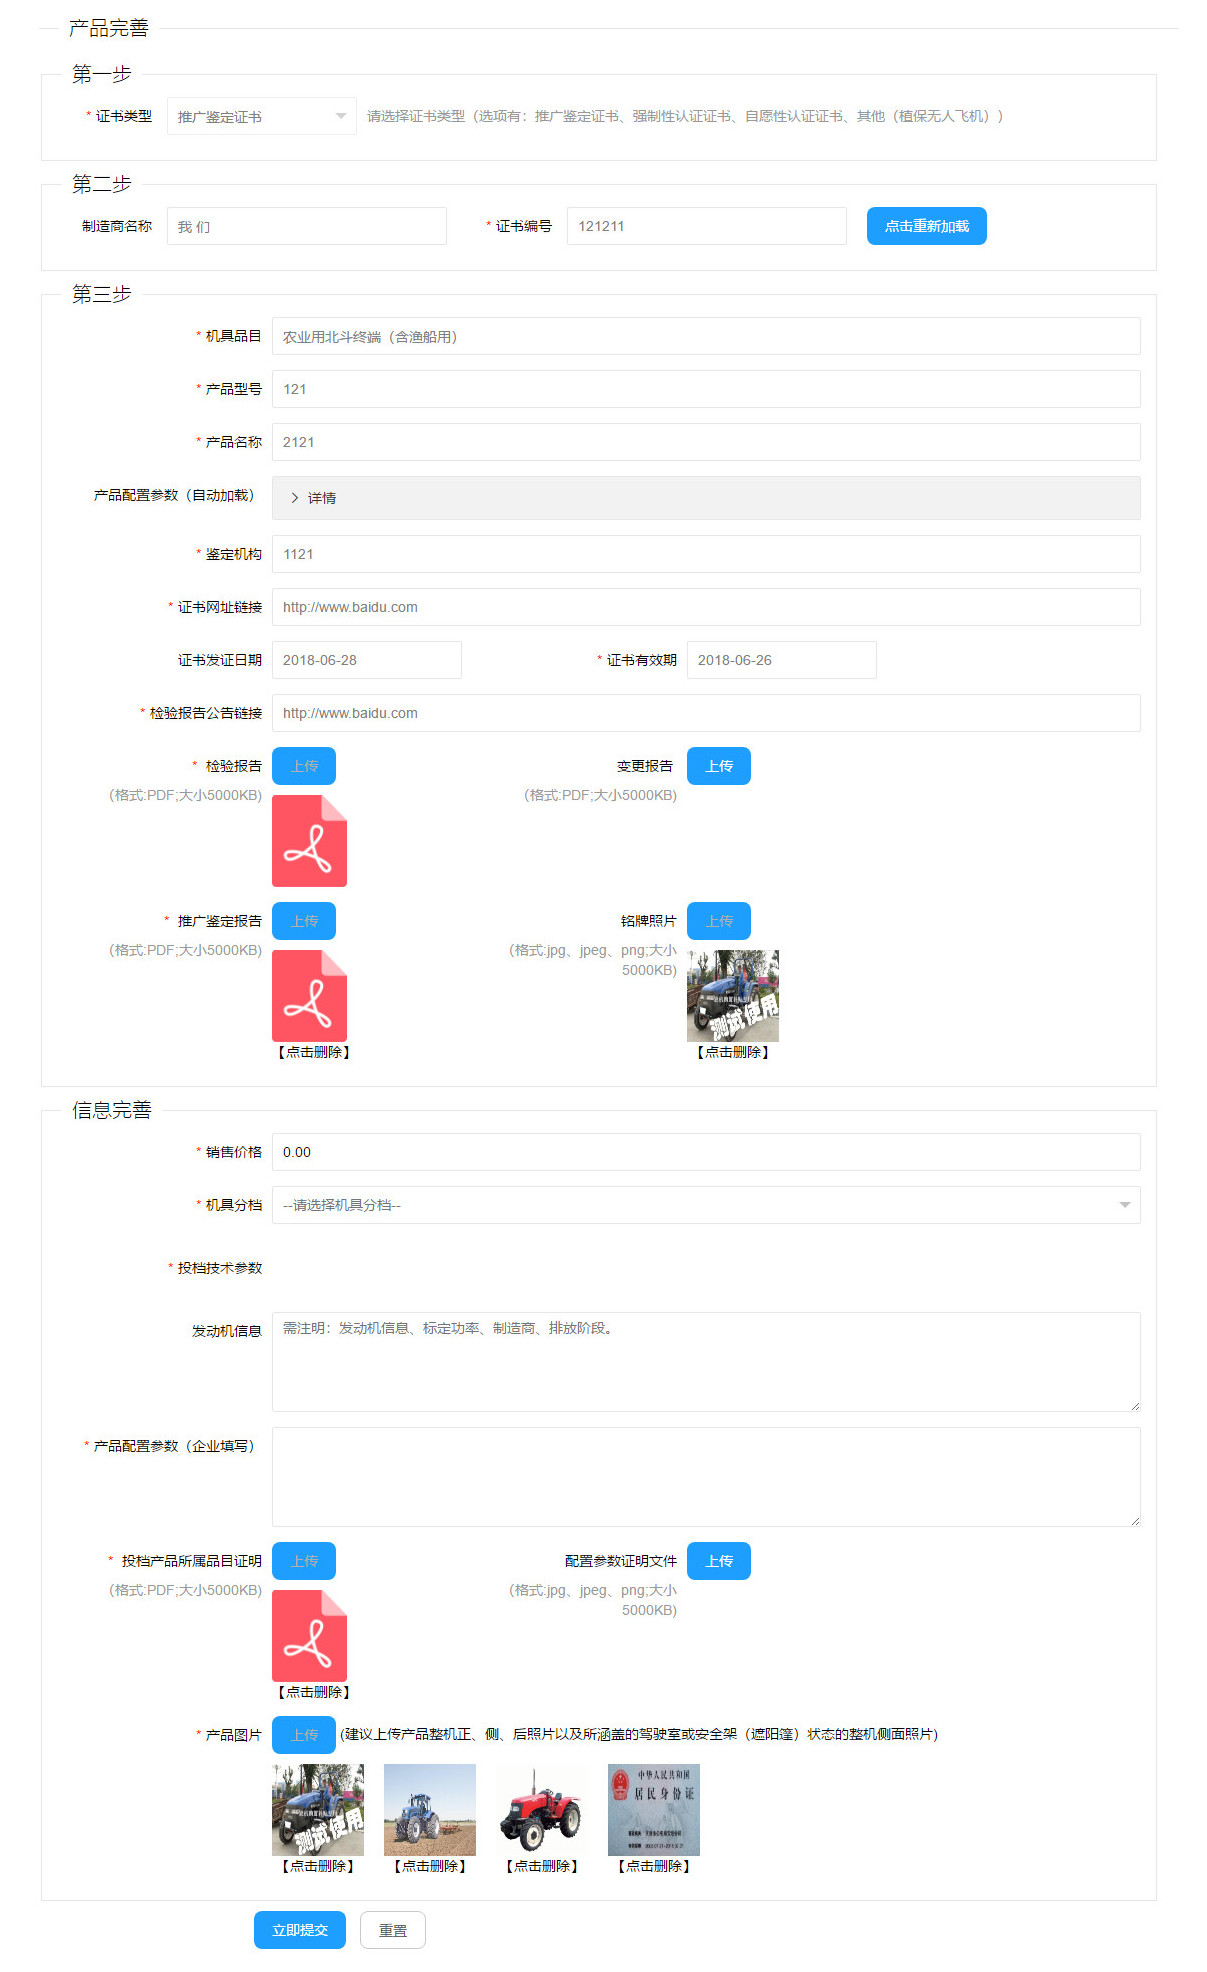 产品完善
第一步
* 证书类型 推广鉴定证书 请选择证书类型（选项有：推广鉴定证书、强制性认证证书、自愿性认证证书、其他（植保无人飞机））
第二步
制造商名称 我 们 * 证书编号 121211 点击重新加载
第三步
* 机具品目 农业用北斗终端（含渔船用）
* 产品型号 121
* 产品名称 2121
产品配置参数（自动加载） 详情
* 鉴定机构 1121
* 证书网址链接 http://www.baidu.com
证书发证日期 2018-06-28 * 证书有效期 2018-06-26
* 检验报告公告链接 http://www.baidu.com
* 检验报告 上传 变更报告 上传
(格式:PDF;大小5000KB) (格式:PDF;大小5000KB)
* 推广鉴定报告 上传 铭牌照片 上传
(格式:PDF;大小5000KB) (格式:jpg、jpeg、png;大小
5000KB)
测试使用
【点击删除】 【点击删除】
信息完善
* 销售价格 0.00
* 机具分档 --请选择机具分档--
* 投档技术参数
发动机信息 需注明：发动机信息、标定功率、制造商、排放阶段。
* 产品配置参数（企业填写）
* 投档产品所属品目证明 上传 配置参数证明文件 上传
(格式:PDF;大小5000KB) (格式:jpg、jpeg、png;大小
5000KB)
【点击删除】
* 产品图片 上传 (建议上传产品整机正、侧、后照片以及所涵盖的驾驶室或安全架（遮阳篷）状态的整机侧面照片)
中华人民共和国
居民身份证
测试使用
【点击删除】 【点击删除】 【点击删除】 【点击删除】
立即提交 重置